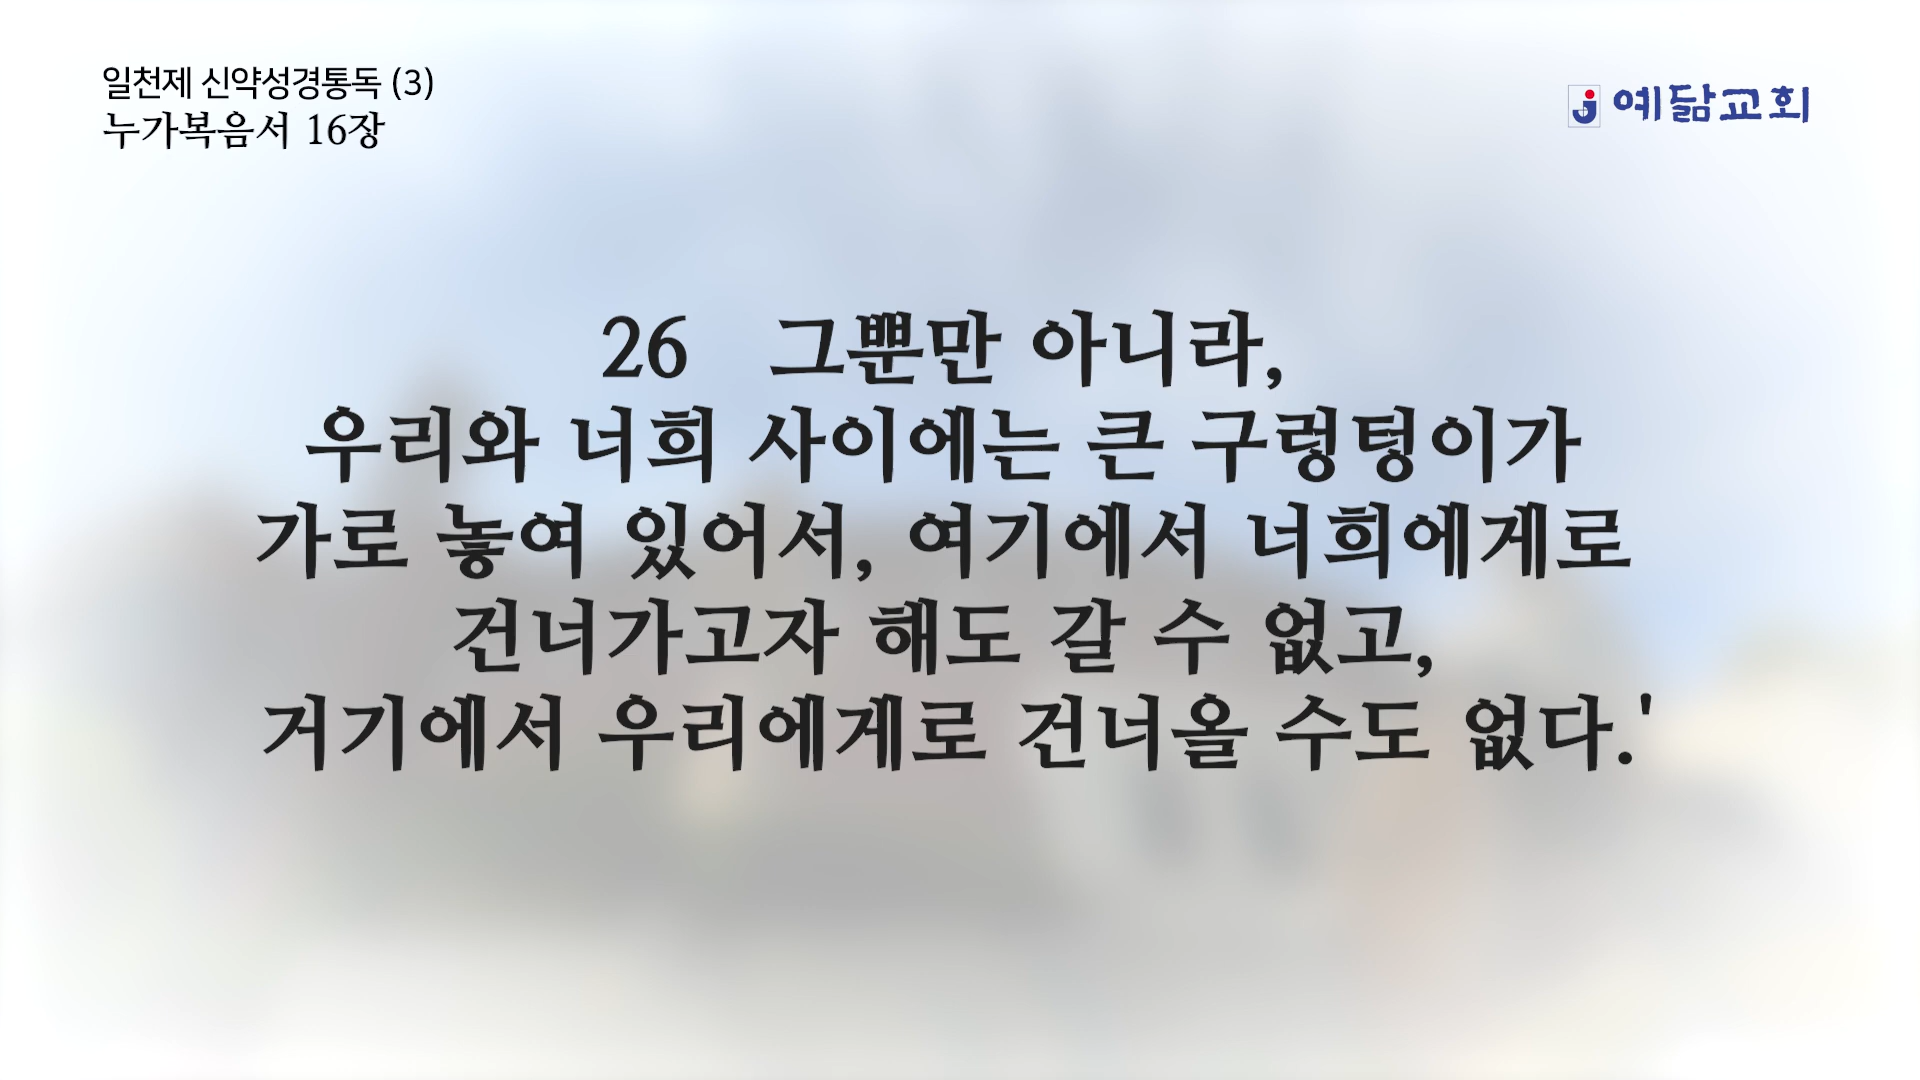 일천제 신약성경통독 (3)
누가복음서 16장
예닮교회
26 그뿐만 아니라,
우리와 너희 사이에는 큰 구렁텅이가
가로 놓여 있어서, 여기에서 너희에게로
건너가고자 해도 갈 수 없고,
거기에서 우리에게로 건너올 수도 없다.'